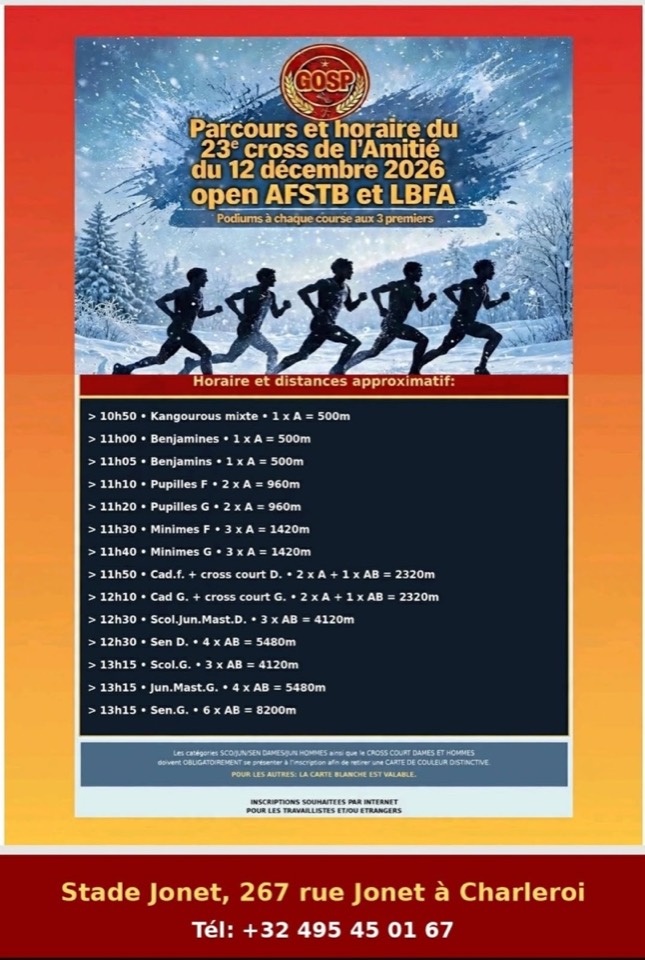 GOSP
Parcours et horaire du
23e cross de l'Amitié
du 12 décembre 2026
open AFSTB et LBFA
Podiums à chaque course aux 3 premiers
Horaire et distances approximatif:
> 10h50 • Kangourous mixte • 1 x A = 500m
> 11h00 • Benjamines • 1 x A = 500m
> 11h05 • Benjamins • 1 x A = 500m
> 11h10 • Pupilles F • 2 x A = 960m
> 11h20 • Pupilles G • 2 x A = 960m
> 11h30 • Minimes F • 3 x A = 1420m
> 11h40 • Minimes G • 3 x A = 1420m
> 11h50 • Cad.f. + cross court D. • 2 x A + 1 x AB = 2320m
> 12h10 • Cad G. + cross court G. • 2 x A + 1 x AB = 2320m
> 12h30 • Scol.Jun.Mast.D. • 3 x AB = 4120m
> 12h30 • Sen D. • 4 x AB = 5480m
> 13h15 • Scol.G. • 3 x AB = 4120m
> 13h15 • Jun.Mast.G. • 4 x AB = 5480m
> 13h15 • Sen.G. • 6 x AB = 8200m
Les catégories SCO/JUN/SEN DAMES/JUN HOMMES ainsi que le CROSS COURT DAMES ET HOMMES
doivent OBLIGATOIREMENT se présenter à l'inscription afin de retirer une CARTE DE COULEUR DISTINCTIVE.
POUR LES AUTRES: LA CARTE BLANCHE EST VALABLE.
INSCRIPTIONS SOUHAITEES PAR INTERNET
POUR LES TRAVAILLISTES ET/OU ETRANGERS
Stade Jonet, 267 rue Jonet à Charleroi
Tél: +32 495 45 01 67